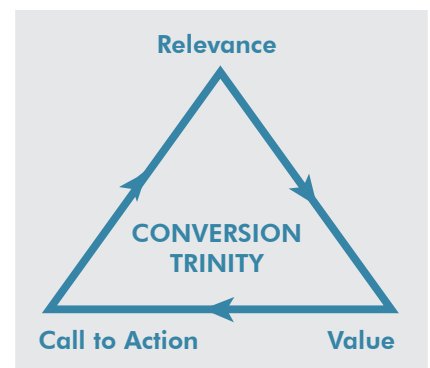 Relevance
CONVERSION
TRINITY
Call to Action
Value